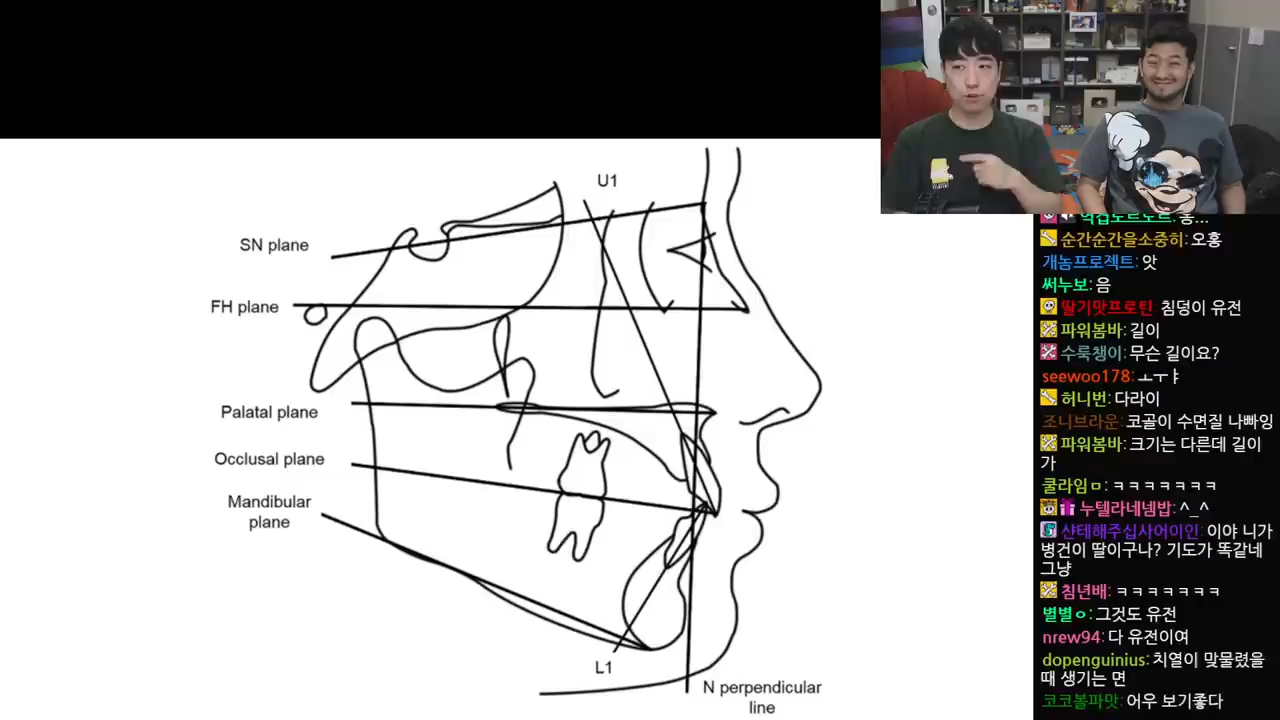 U1
SN plane
FH plane
Palatal plane
Occlusal plane
Mandibular
plane
L1
N perpendicular
line
순간순간을소중히: 오홍
개놈프로젝트: 앗
써누보: 음
딸기맛프로틴 침덩이 유전
파워봄바: 길이
수룩챙이: 무슨 길이요?
seewoo178: ㅗㅜㅑ
허니번: 다라이
조니브라운: 코골이 수면질 나빠잉
파워봄바: 크기는 다른데 길이
가
쿨라임ㅁ: ㅋㅋㅋㅋㅋㅋㅋ
누텔라네넴밥: ^_^
샨테해주십사어이인: 이야 니가
병건이 딸이구나? 기도가 똑같네
그냥
침년배: ㅋㅋㅋㅋㅋㅋㅋ
별별ㅇ: 그것도 유전
nrew94: 다 유전이여
dopenguinius: 치열이 맞물렸을
때 생기는 면
코코볼파맛: 어우 보기좋다